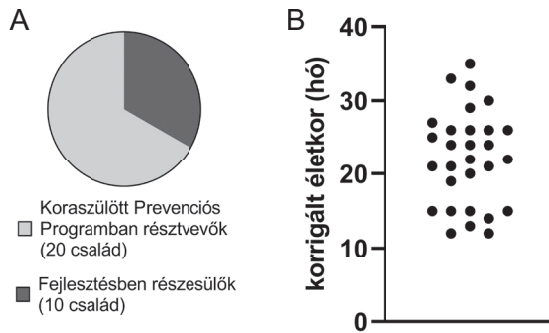 A
Koraszülött Prevenciós
Programban résztvevők
(20 család)
Fejlesztésben részesülők
(10 család)
B
korrigált életkor (hó)
40
30
20
10
0